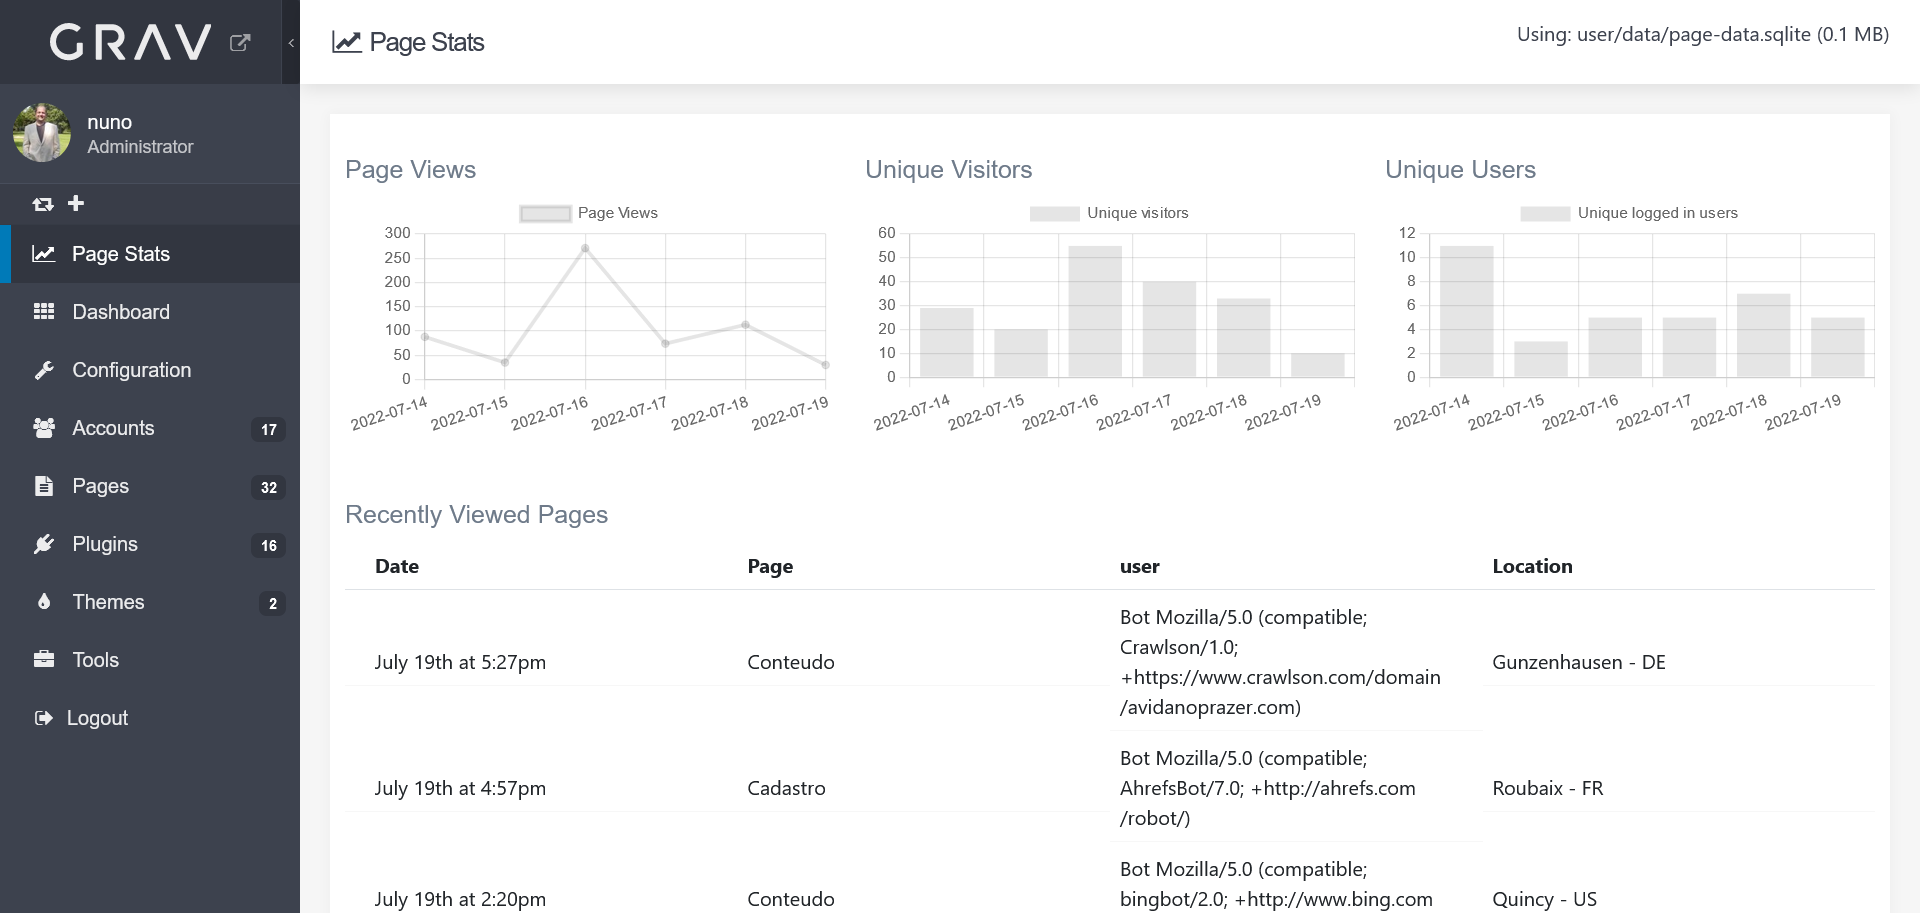 GRAV
nuno
Administrator
Page Stats
Dashboard
Configuration
Accounts 17
Pages 32
Plugins 16
Themes 2
Tools
Logout
Page Stats
Using: user/data/page-data.sqlite (0.1 MB)
Page Views
Page Views
300
250
200
150
100
50
0
2022-07-14 2022-07-15 2022-07-16 2022-07-17 2022-07-18 2022-07-19
Unique Visitors
Unique visitors
60
50
40
30
20
10
0
2022-07-14 2022-07-15 2022-07-16 2022-07-17 2022-07-18 2022-07-19
Unique Users
Unique logged in users
12
10
8
6
4
2
0
2022-07-14 2022-07-15 2022-07-16 2022-07-17 2022-07-18 2022-07-19
Recently Viewed Pages
Date Page user Location
July 19th at 5:27pm
Conteudo
Bot Mozilla/5.0 (compatible;
Crawlson/1.0;
+https://www.crawlson.com/domain
/avidanoprazer.com)
Gunzenhausen - DE
July 19th at 4:57pm
Cadastro
Bot Mozilla/5.0 (compatible;
AhrefsBot/7.0; +http://ahrefs.com
/robot/)
Roubaix - FR
July 19th at 2:20pm
Conteudo
Bot Mozilla/5.0 (compatible;
bingbot/2.0; +http://www.bing.com
Quincy - US